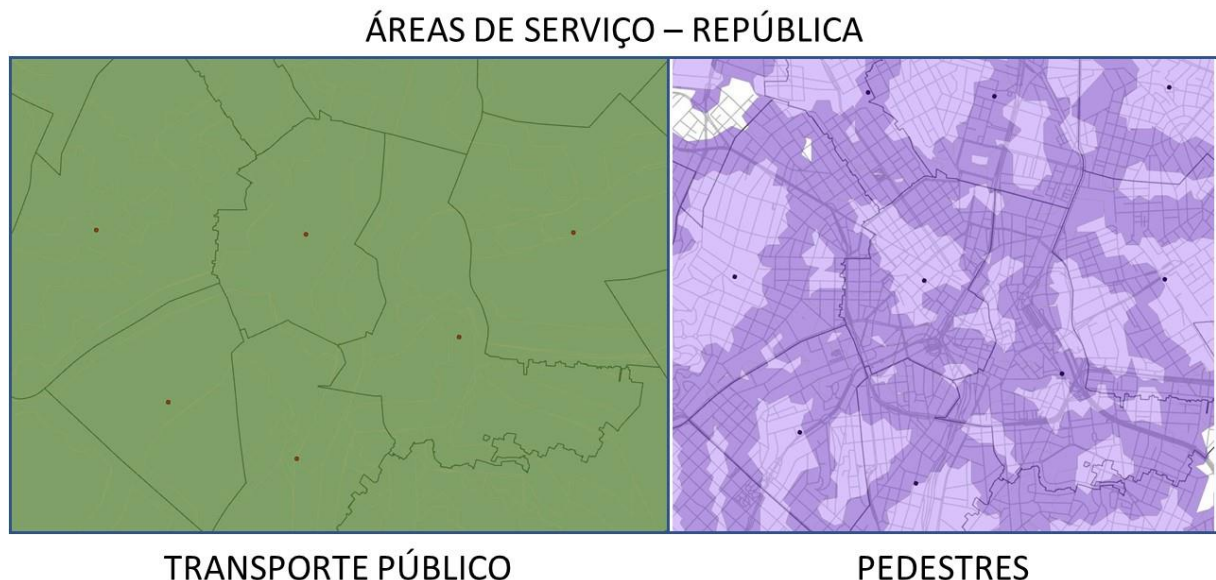 ÁREAS DE SERVIÇO – REPÚBLICA
TRANSPORTE PÚBLICO
PEDESTRES